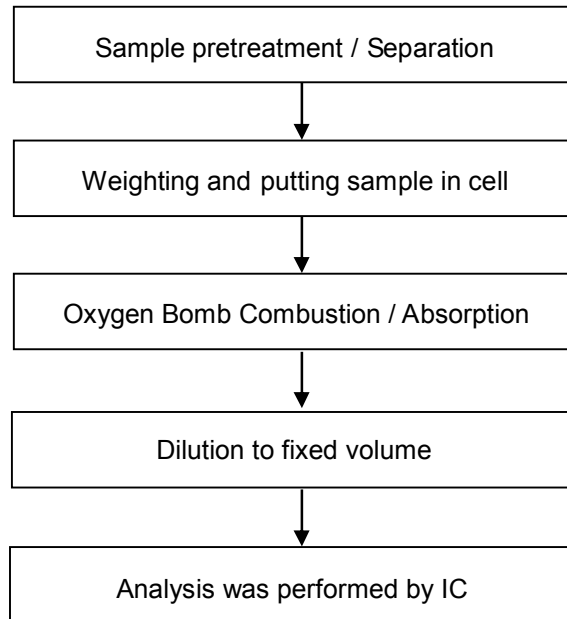 Sample pretreatment / Separation
Weighting and putting sample in cell
Oxygen Bomb Combustion / Absorption
Dilution to fixed volume
Analysis was performed by IC